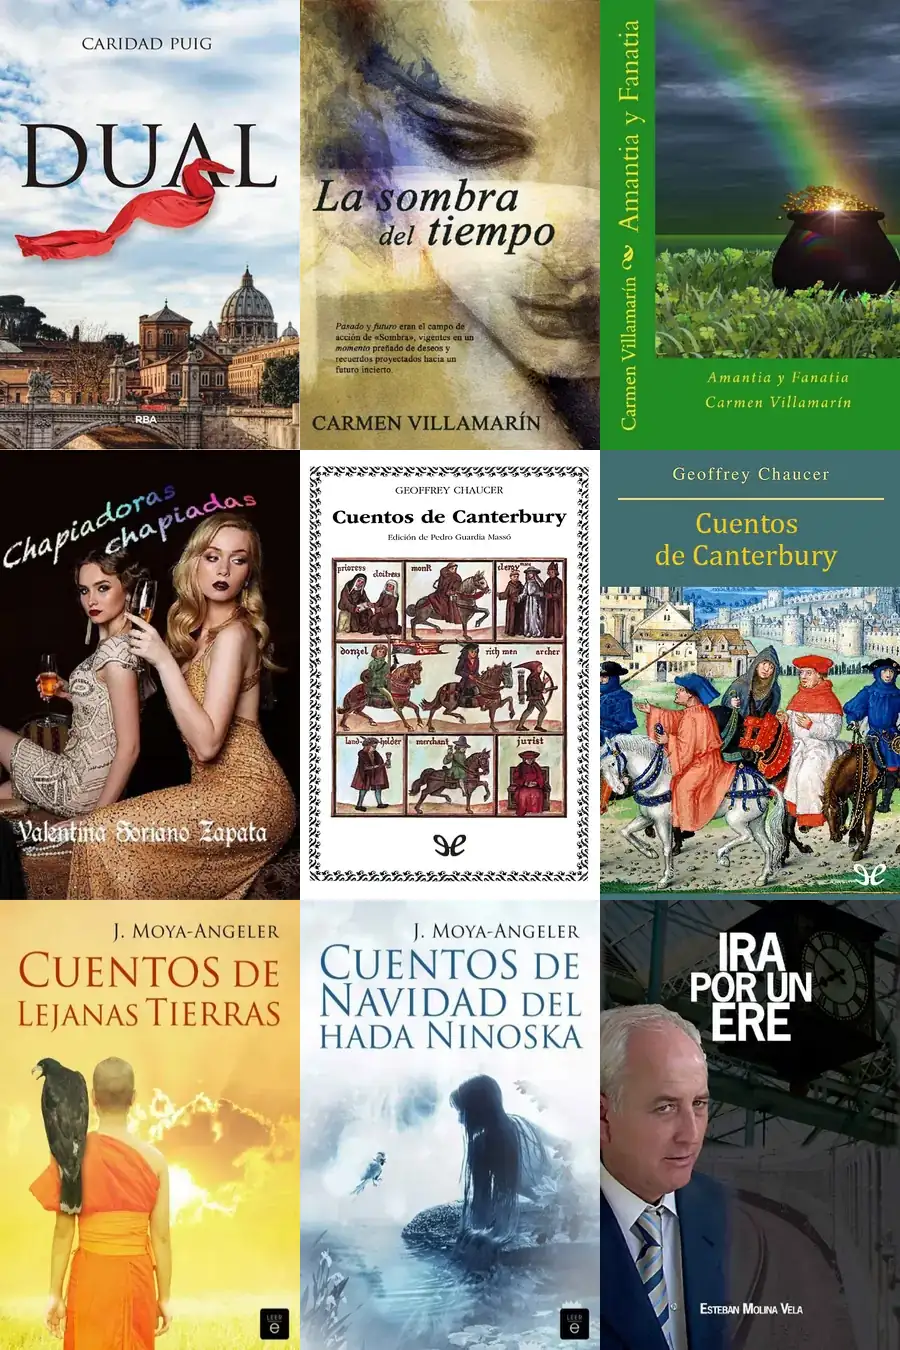 CARIDAD PUIG
DUAL
RBA
La sombra
del tiempo
Pasado y futuro eran el campo de
acción de «Sombra», vigentes en un
momento preñado de deseos y
recuerdos proyectados hacia un
futuro incierto.
CARMEN VILLAMARÍN
Carmen Villamarín Amantia y Fanatia
Amantia y Fanatia
Carmen Villamarín
Chapiadoras
chapiadas
Valentina Soriano Zapata
GEOFFREY CHAUCER
Cuentos de Canterbury
Edición de Pedro Guardia Massó
prioress
cloitress
monk
clergy
donzel
rich men
archer
land-holder
merchant
jurist
Geoffrey Chaucer
Cuentos
de Canterbury
J. MOYA-ANGELER
CUENTOS DE
LEJANAS TIERRAS
LEER
e
J. MOYA-ANGELER
CUENTOS DE
NAVIDAD DEL
HADA NINOSKA
LEER
e
IRA
POR UN
ERE
ESTEBAN MOLINA VELA